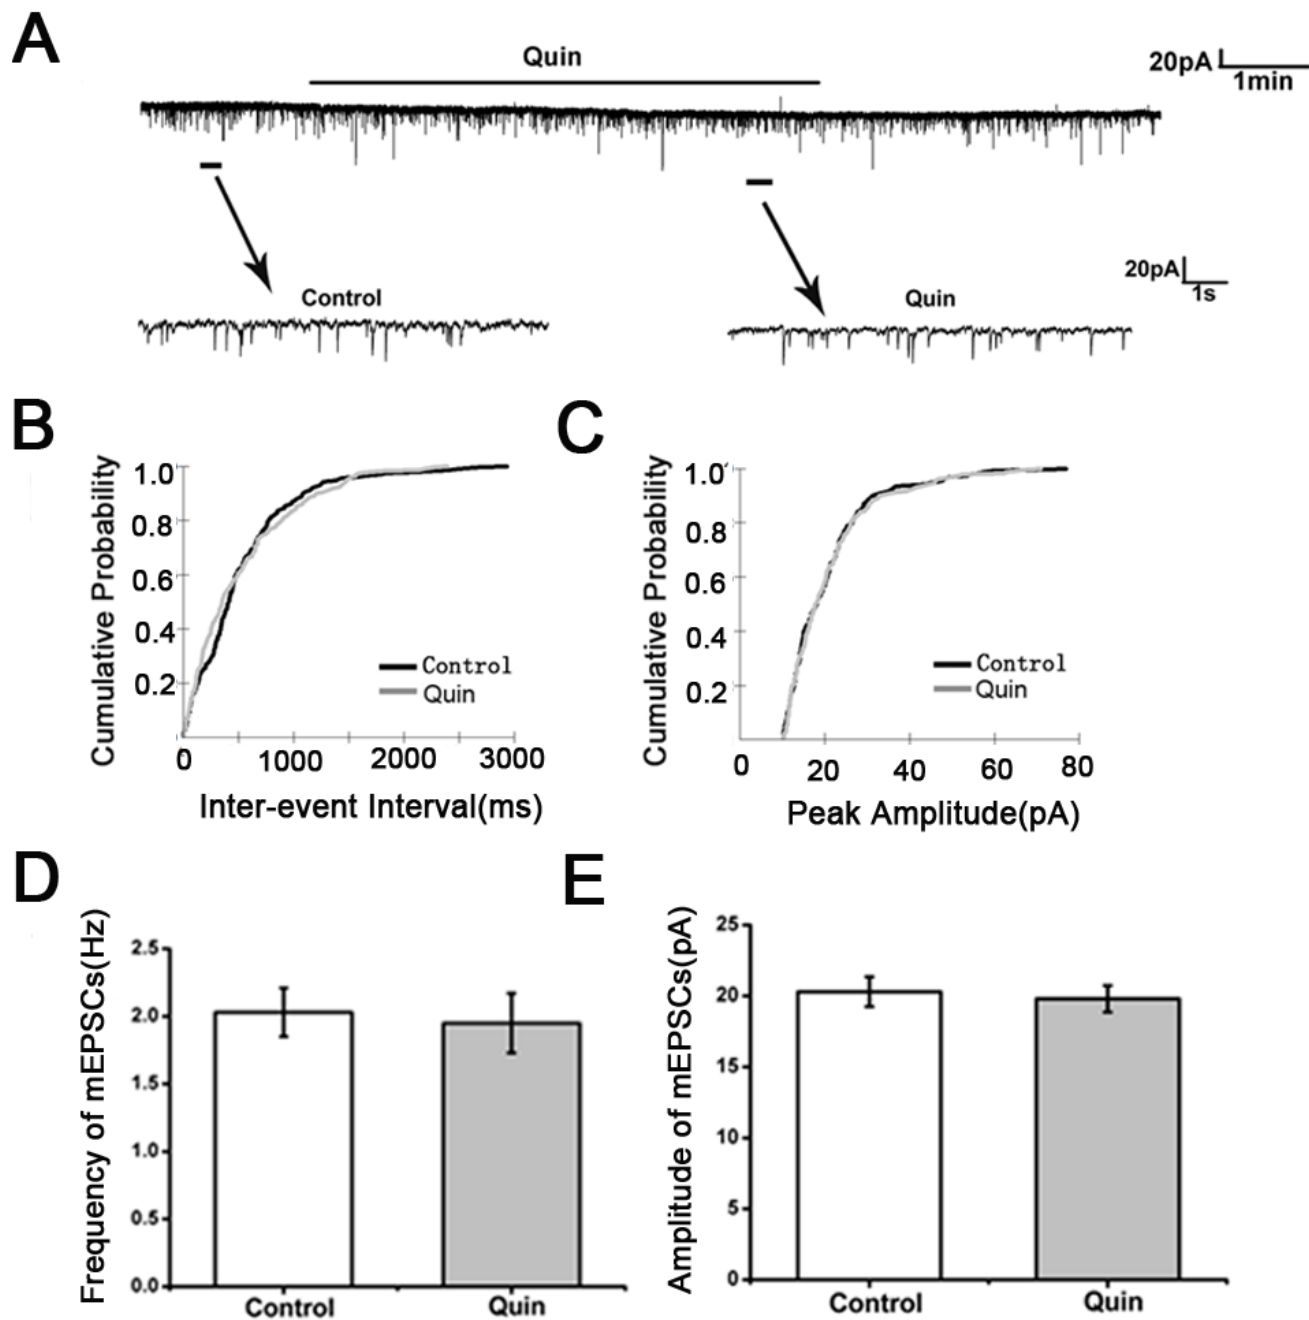 A
Quin
20pA
1min
20pA
1s
Control
Quin
B
Cumulative Probability
1.0
0.8
0.6
0.4
0.2
Control
Quin
0 1000 2000 3000
Inter-event Interval(ms)
C
Cumulative Probability
1.0
0.8
0.6
0.4
0.2
Control
Quin
0 20 40 60 80
Peak Amplitude(pA)
D
Frequency of mEPSCs(Hz)
2.5
2.0
1.5
1.0
0.5
0.0
Control Quin
E
Amplitude of mEPSCs(pA)
25
20
15
10
5
0
Control Quin